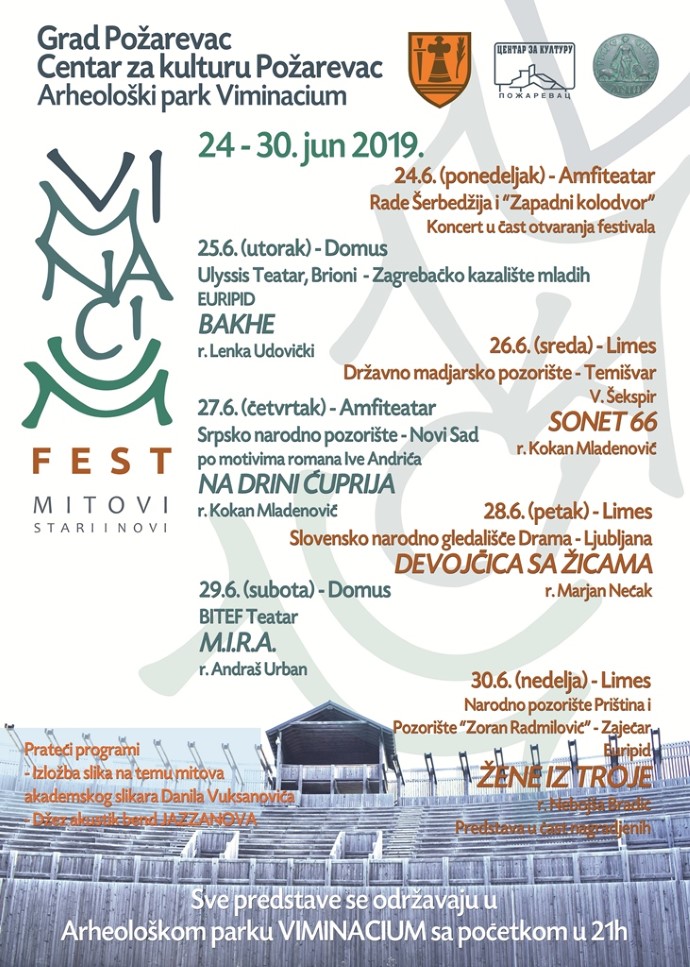 Grad Požarevac
Centar za kulturu Požarevac
Arheološki park Viminacium
ЦЕНТАР ЗА КУЛТУРУ
ПОЖАРЕВАЦ
24 - 30. jun 2019.
VI
MI
NA
CI
UM
FEST
MITOVI
STARI I NOVI
24.6. (ponedeljak) - Amfiteatar
Rade Šerbedžija i "Zapadni kolodvor"
Koncert u čast otvaranja festivala
25.6. (utorak) - Domus
Ulyssis Teatar, Brioni - Zagrebačko kazalište mladih
EURIPID
BAKHE
r. Lenka Udovički
26.6. (sreda) - Limes
Državno madjarsko pozorište - Temišvar
V. Šekspir
SONET 66
r. Kokan Mladenović
27.6. (četvrtak) - Amfiteatar
Srpsko narodno pozorište - Novi Sad
po motivima romana Ive Andrića
NA DRINI ĆUPRIJA
r. Kokan Mladenović
28.6. (petak) - Limes
Slovensko narodno gledališče Drama - Ljubljana
DEVOJČICA SA ŽICAMA
r. Marjan Nećak
29.6. (subota) - Domus
BITEF Teatar
M.I.R.A.
r. Andraš Urban
30.6. (nedelja) - Limes
Narodno pozorište Priština i
Pozorište "Zoran Radmilović" - Zaječar
Euripid
ŽENE IZ TROJE
r. Nebojša Bradić
Predstava u čast nagradjenih
Prateći programi
- Izložba slika na temu mitova
akademskog slikara Danila Vuksanovića
- Džez akustik bend JAZZANOVA
Sve predstave se održavaju u
Arheološkom parku VIMINACIUM sa početkom u 21h